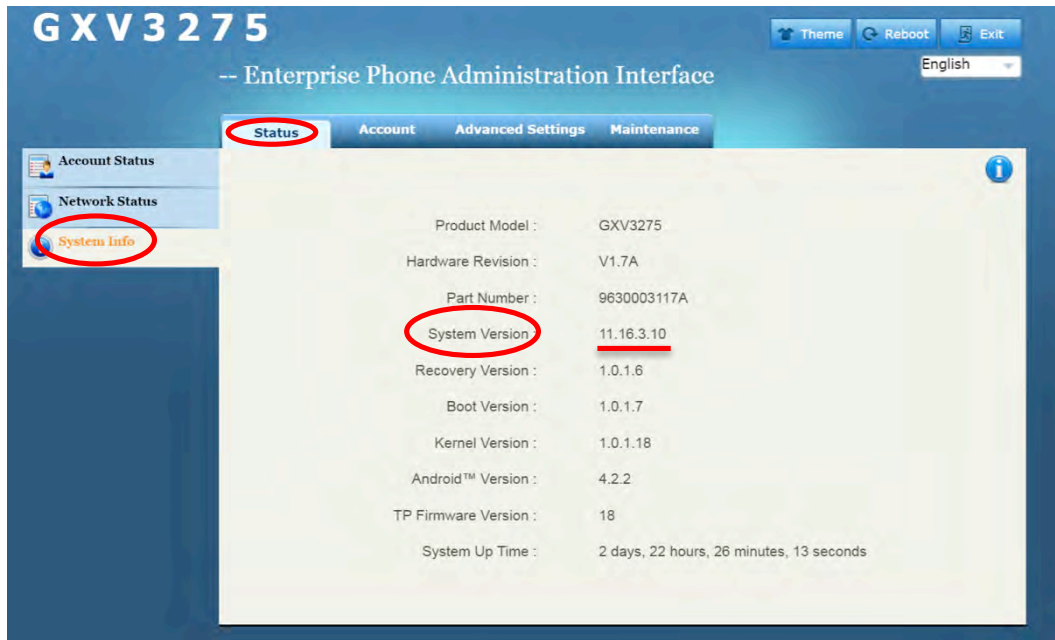 GXV3275
Theme Reboot Exit
English
-- Enterprise Phone Administration Interface
Status Account Advanced Settings Maintenance
Account Status
Network Status
System Info
Product Model : GXV3275
Hardware Revision : V1.7A
Part Number : 9630003117A
System Version : 11.16.3.10
Recovery Version : 1.0.1.6
Boot Version : 1.0.1.7
Kernel Version : 1.0.1.18
Android™ Version : 4.2.2
TP Firmware Version : 18
System Up Time : 2 days, 22 hours, 26 minutes, 13 seconds